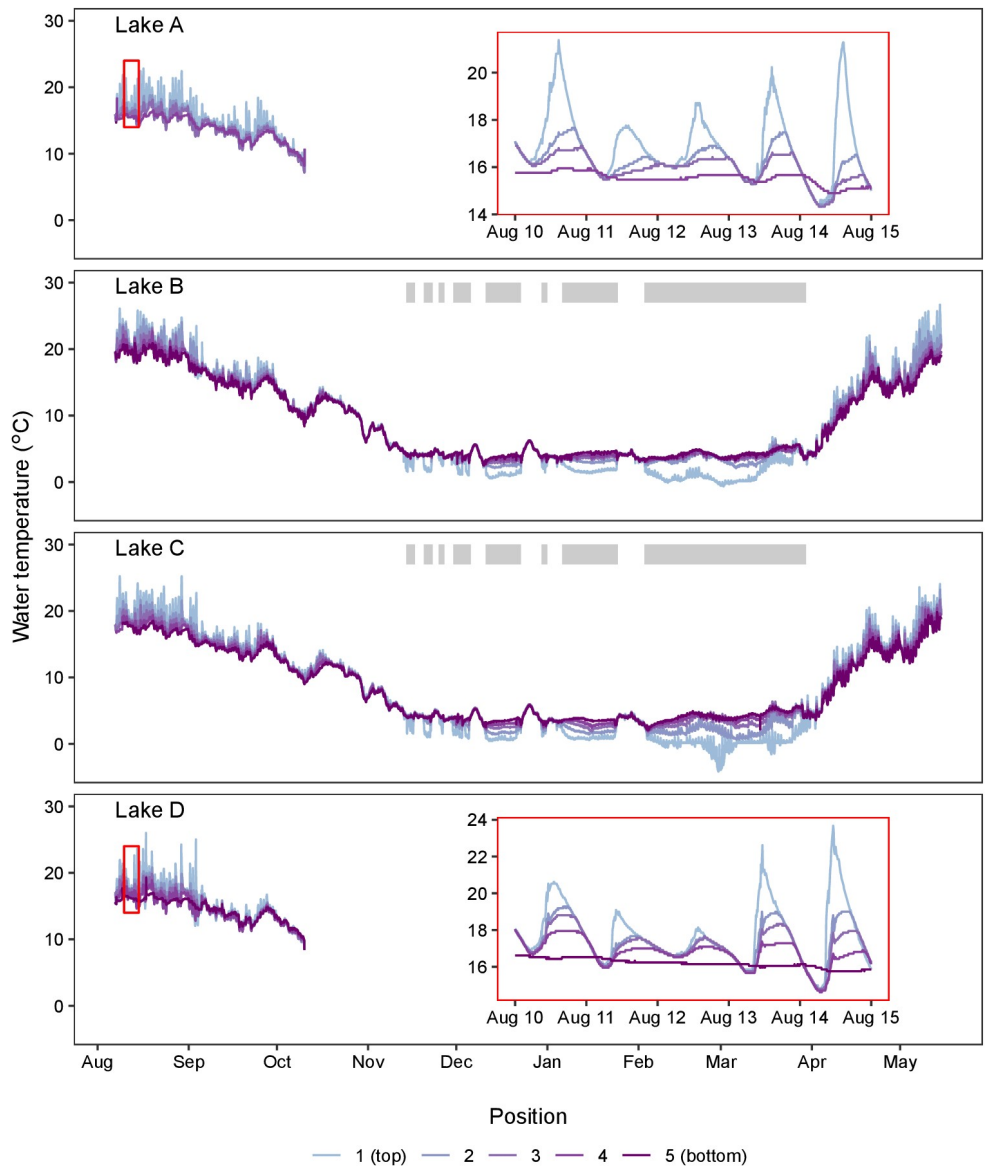 Lake A
30
20
10
0
20
18
16
14
Aug 10 Aug 11 Aug 12 Aug 13 Aug 14 Aug 15
Lake B
30
20
10
0
Water temperature (°C)
Lake C
30
20
10
0
Lake D
30
20
10
0
24
22
20
18
16
Aug 10 Aug 11 Aug 12 Aug 13 Aug 14 Aug 15
Aug Sep Oct Nov Dec Jan Feb Mar Apr May
Position
1 (top) 2 3 4 5 (bottom)